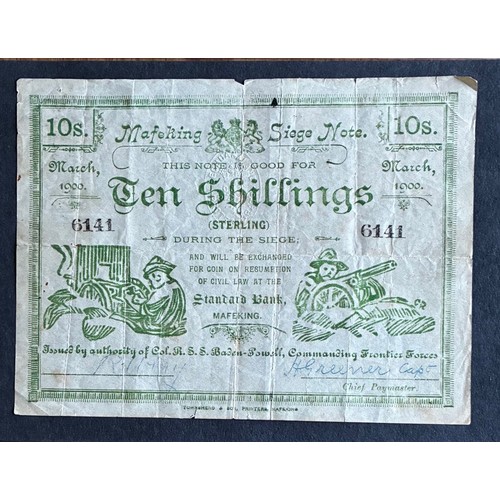 10s. Mafeking Siege Note. 10s.
March, 1900. THIS NOTE IS GOOD FOR March, 1900.
Ten Shillings
6141 (STERLING) 6141
DURING THE SIEGE;
AND WILL BE EXCHANGED
FOR COIN ON RESUMPTION
OF CIVIL LAW AT THE
Standard Bank,
MAFEKING.
Issued by authority of Col. R. S. S. Baden-Powell, Commanding Frontier Forces
H Greener Capt
Chief Paymaster.
TOWNSHEND & SON, PRINTERS, MAFEKING